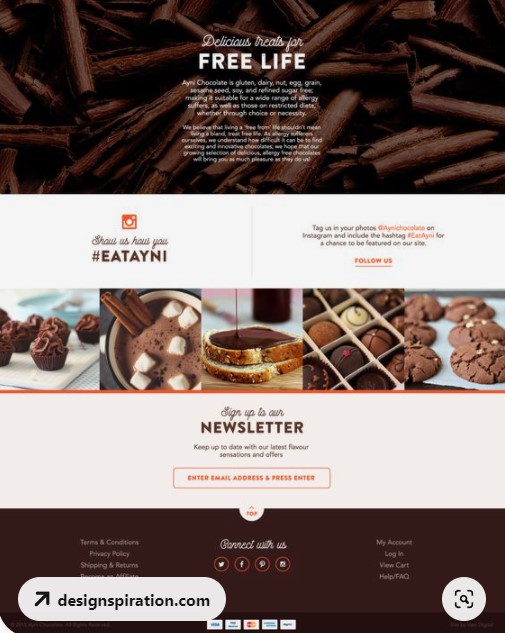 Delicious treats for
FREE LIFE
Ayni Chocolate is gluten, dairy, nut, egg, grain,
sesame seed, soy, and refined sugar free;
making it suitable for a wide range of allergy
suffers, as well as those on restricted diets,
whether through choice or necessity.
We believe that living a 'free from' life shouldn't mean
living a bland, treat free life. As allergy sufferers
ourselves, we understand how difficult it can be to find
exciting and innovative chocolates; we hope that our
growing selection of delicious, allergy free chocolates
will bring you as much pleasure as they do us!
Show us how you
#EATAYNI
Tag us in your photos @Aynichocolate on
Instagram and include the hashtag #EatAyni for
a chance to be featured on our site.
FOLLOW US
Sign up to our
NEWSLETTER
Keep up to date with our latest flavour
sensations and offers
ENTER EMAIL ADDRESS & PRESS ENTER
TOP
Terms & Conditions
Privacy Policy
Shipping & Returns
Become an Affiliate
Connect with us
My Account
Log In
View Cart
Help/FAQ
designspiration.com